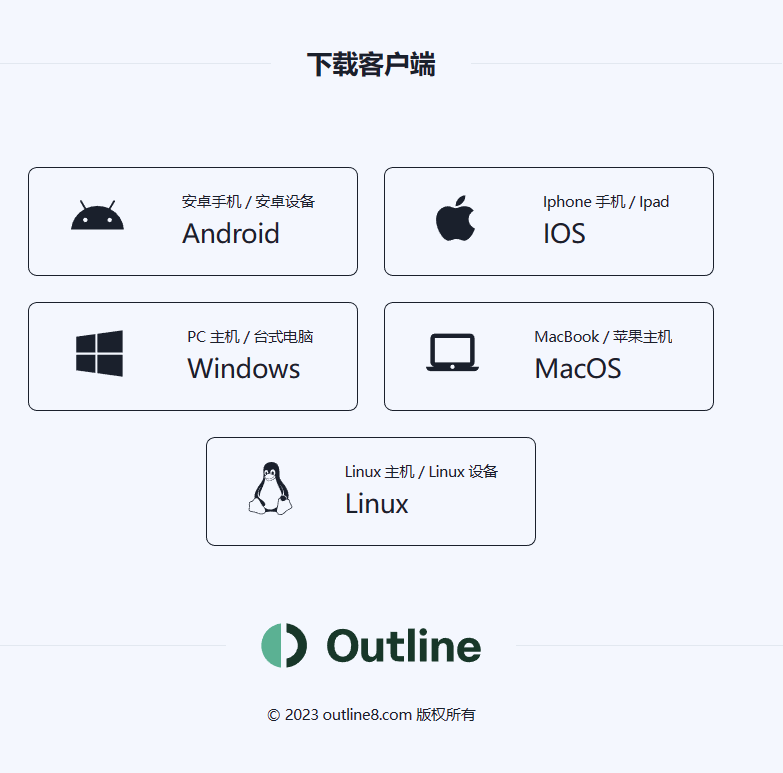 下载客户端
安卓手机 / 安卓设备
Android
Iphone 手机 / Ipad
IOS
PC 主机 / 台式电脑
Windows
MacBook / 苹果主机
MacOS
Linux 主机 / Linux 设备
Linux
Outline
© 2023 outline8.com 版权所有